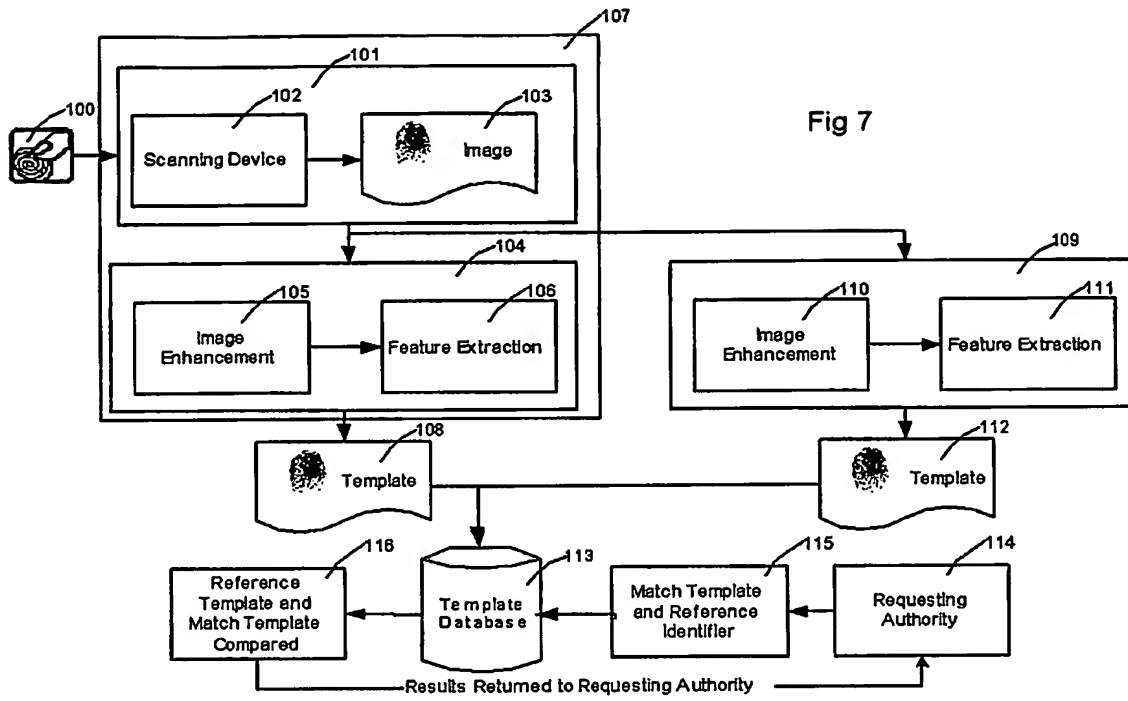 107
101
100
102
103
Fig 7
Scanning Device
Image
104
109
105
106
110
111
Image
Enhancement
Feature Extraction
Image
Enhancement
Feature Extraction
108
112
Template
Template
116
113
115
114
Reference
Template and
Match Template
Compared
Template
Database
Match Template
and Reference
Identifier
Requesting
Authority
Results Returned to Requesting Authority